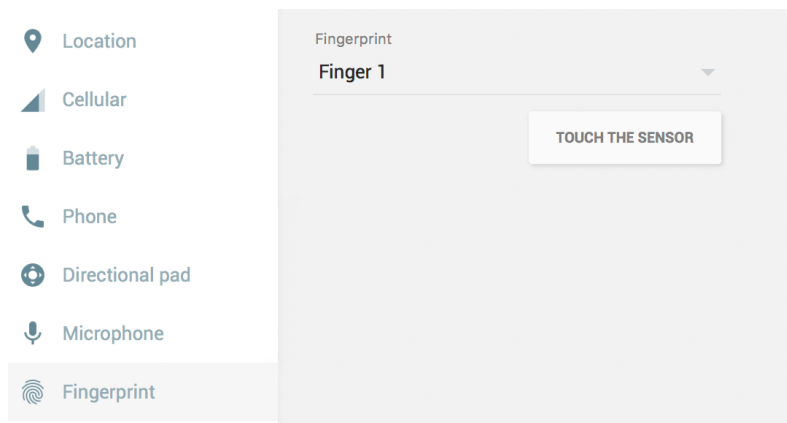 Location
Cellular
Battery
Phone
Directional pad
Microphone
Fingerprint
Fingerprint
Finger 1
TOUCH THE SENSOR